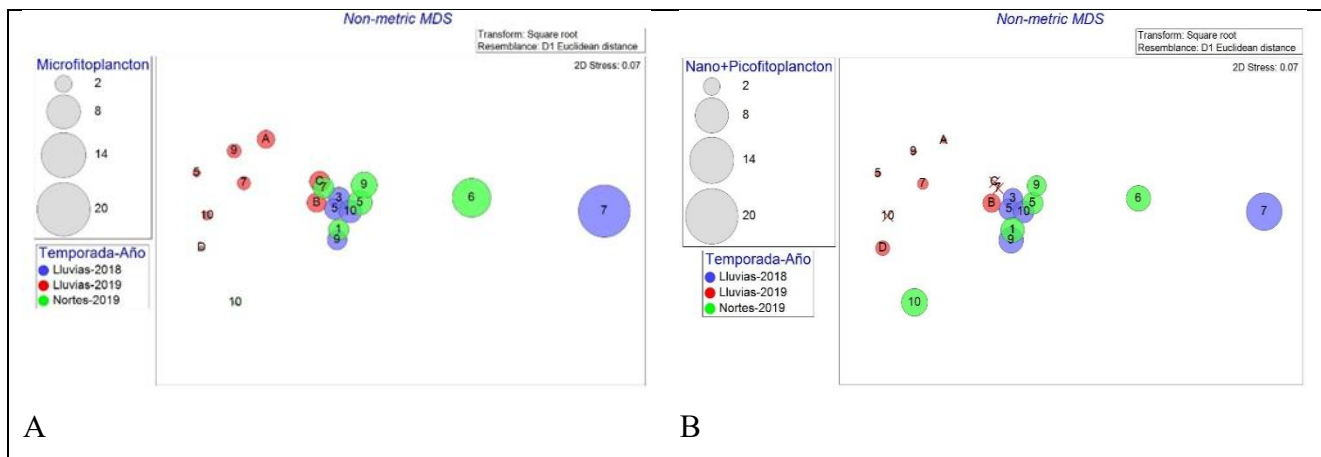 Non-metric MDS
Transform: Square root
Resemblance: D1 Euclidean distance
2D Stress: 0.07
Microfitoplancton
2
8
14
20
Temporada-Año
Lluvias-2018
Lluvias-2019
Nortes-2019
A
9
5
7
10
D
10
C
7
B
3
5
10
9
5
1
9
6
7
A
Non-metric MDS
Transform: Square root
Resemblance: D1 Euclidean distance
2D Stress: 0.07
Nano+Picofitoplancton
2
8
14
20
Temporada-Año
Lluvias-2018
Lluvias-2019
Nortes-2019
A
9
5
7
10
D
10
C
7
B
3
5
10
9
5
1
9
6
7
B